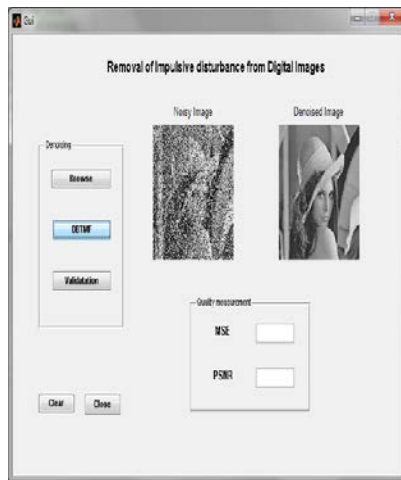 Gui
Removal of Impulsive disturbance from Digital Images
Noisy Image
Denoised Image
Denoising
Browse
DBTMF
Validatation
Quality measurement
MSE
PSNR
Clear
Close